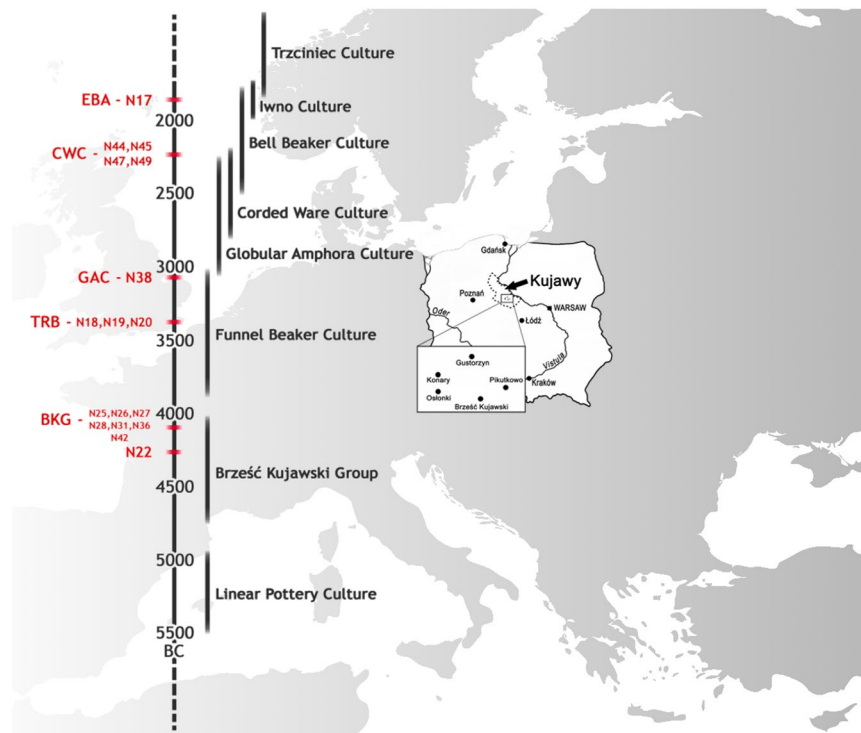 Trzciniec Culture
EBA - N17
Iwno Culture
2000
Bell Beaker Culture
CWC - N44,N45
N47,N49
2500
Corded Ware Culture
Globular Amphora Culture
3000
GAC - N38
TRB - N18,N19,N20
Funnel Beaker Culture
3500
4000
BKG - N25,N26,N27
N28,N31,N36
N42
N22
Brześć Kujawski Group
4500
5000
Linear Pottery Culture
5500
BC
Gdańsk
Kujawy
Poznań
WARSAW
Oder
Łódź
Vistula
Kraków
Gustorzyn
Konary
Pikutkowo
Osłonki
Brześć Kujawski